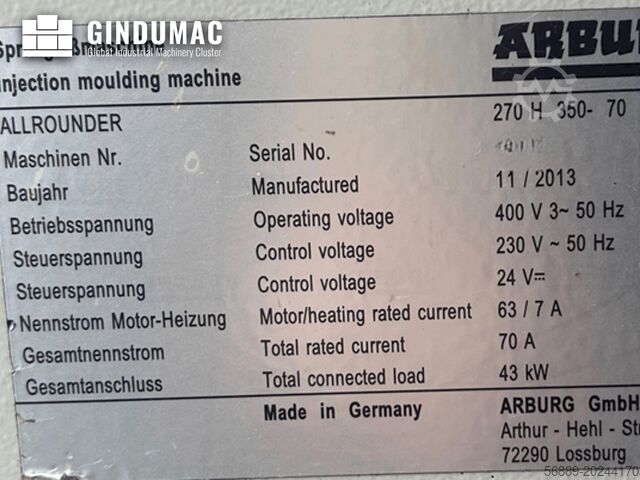 GINDUMAC
Global Industrial Machinery Cluster
Injection moulding machine
ARBU
ALLROUNDER 270 H 350- 70
Maschinen Nr. Serial No.
Baujahr Manufactured 11 / 2013
Betriebsspannung Operating voltage 400 V 3~ 50 Hz
Steuerspannung Control voltage 230 V ~ 50 Hz
Steuerspannung Control voltage 24 V⎓
Nennstrom Motor-Heizung Motor/heating rated current 63 / 7 A
Gesamtnennstrom Total rated current 70 A
Gesamtanschluss Total connected load 43 kW
Made in Germany ARBURG GmbH
Arthur - Hehl - St
72290 Lossburg
56889-20244170